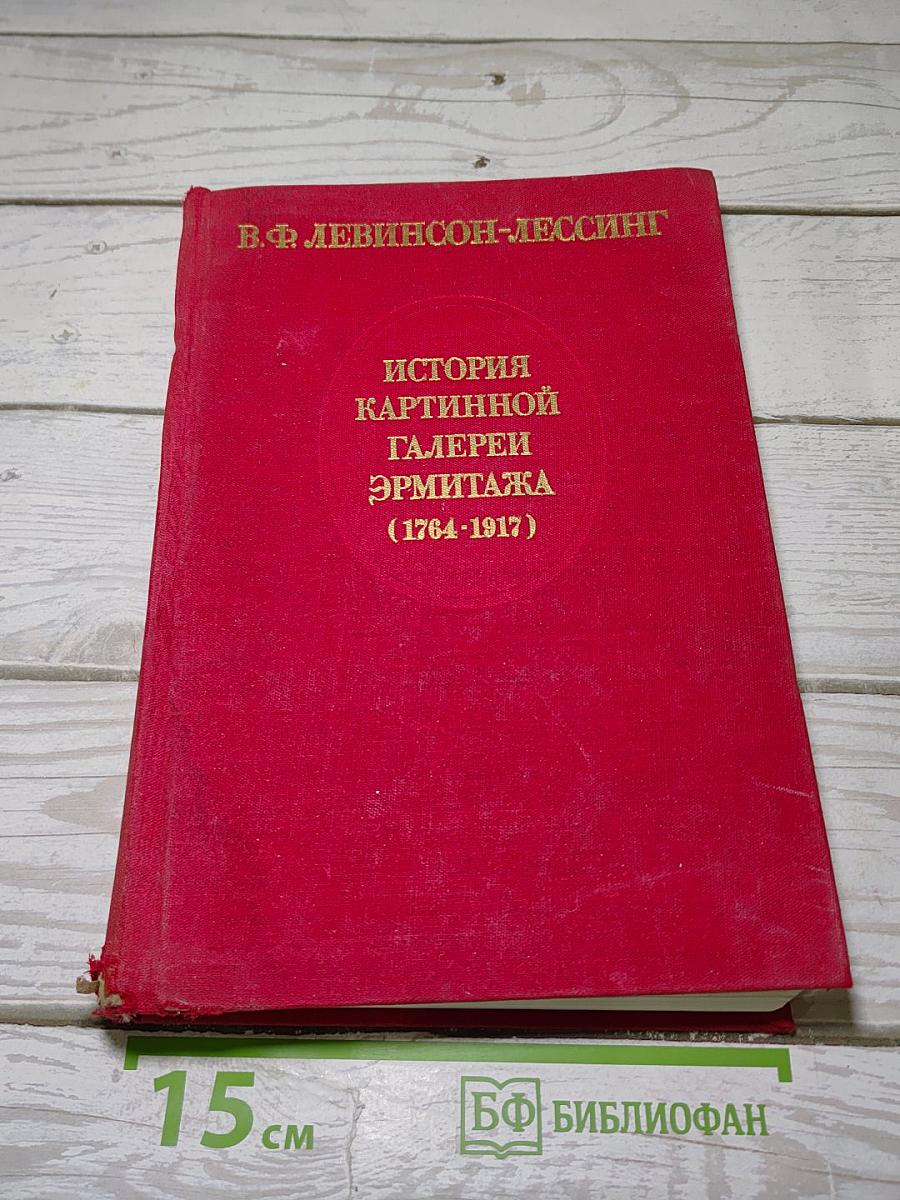 В.Ф. ЛЕВИНСОН-ЛЕССИНГ
ИСТОРИЯ
КАРТИННОЙ
ГАЛЕРЕИ
ЭРМИТАЖА
(1764-1917)
15 см
БФ БИБЛИОФАН